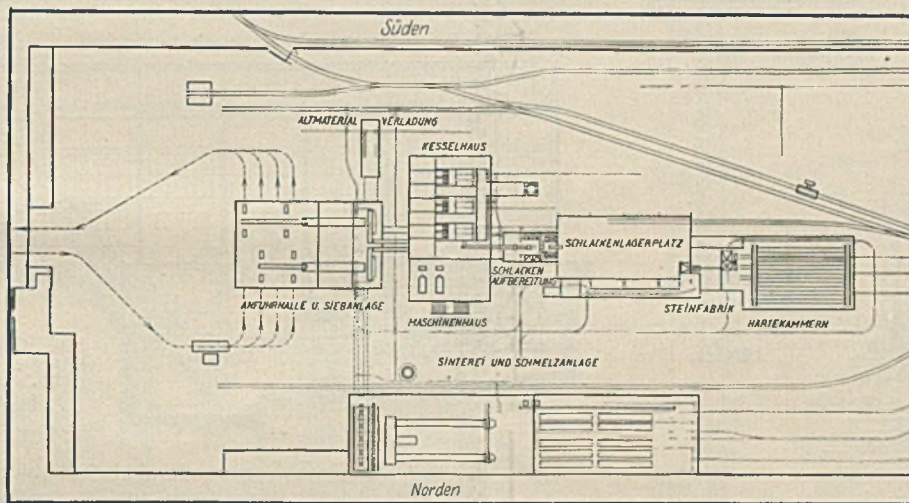 Süden
ALTMATERIAL VERLADUNG
KESSELHAUS
SCHLACKENLAGERPLATZ
SCHLACKEN
AUFBEREITUNG
ANFUHRHALLE U. SIEBANLAGE
MASCHINENHAUS
STEINFABRIK
HÄRTEKAMMERN
SINTEREI UND SCHMELZANLAGE
Norden